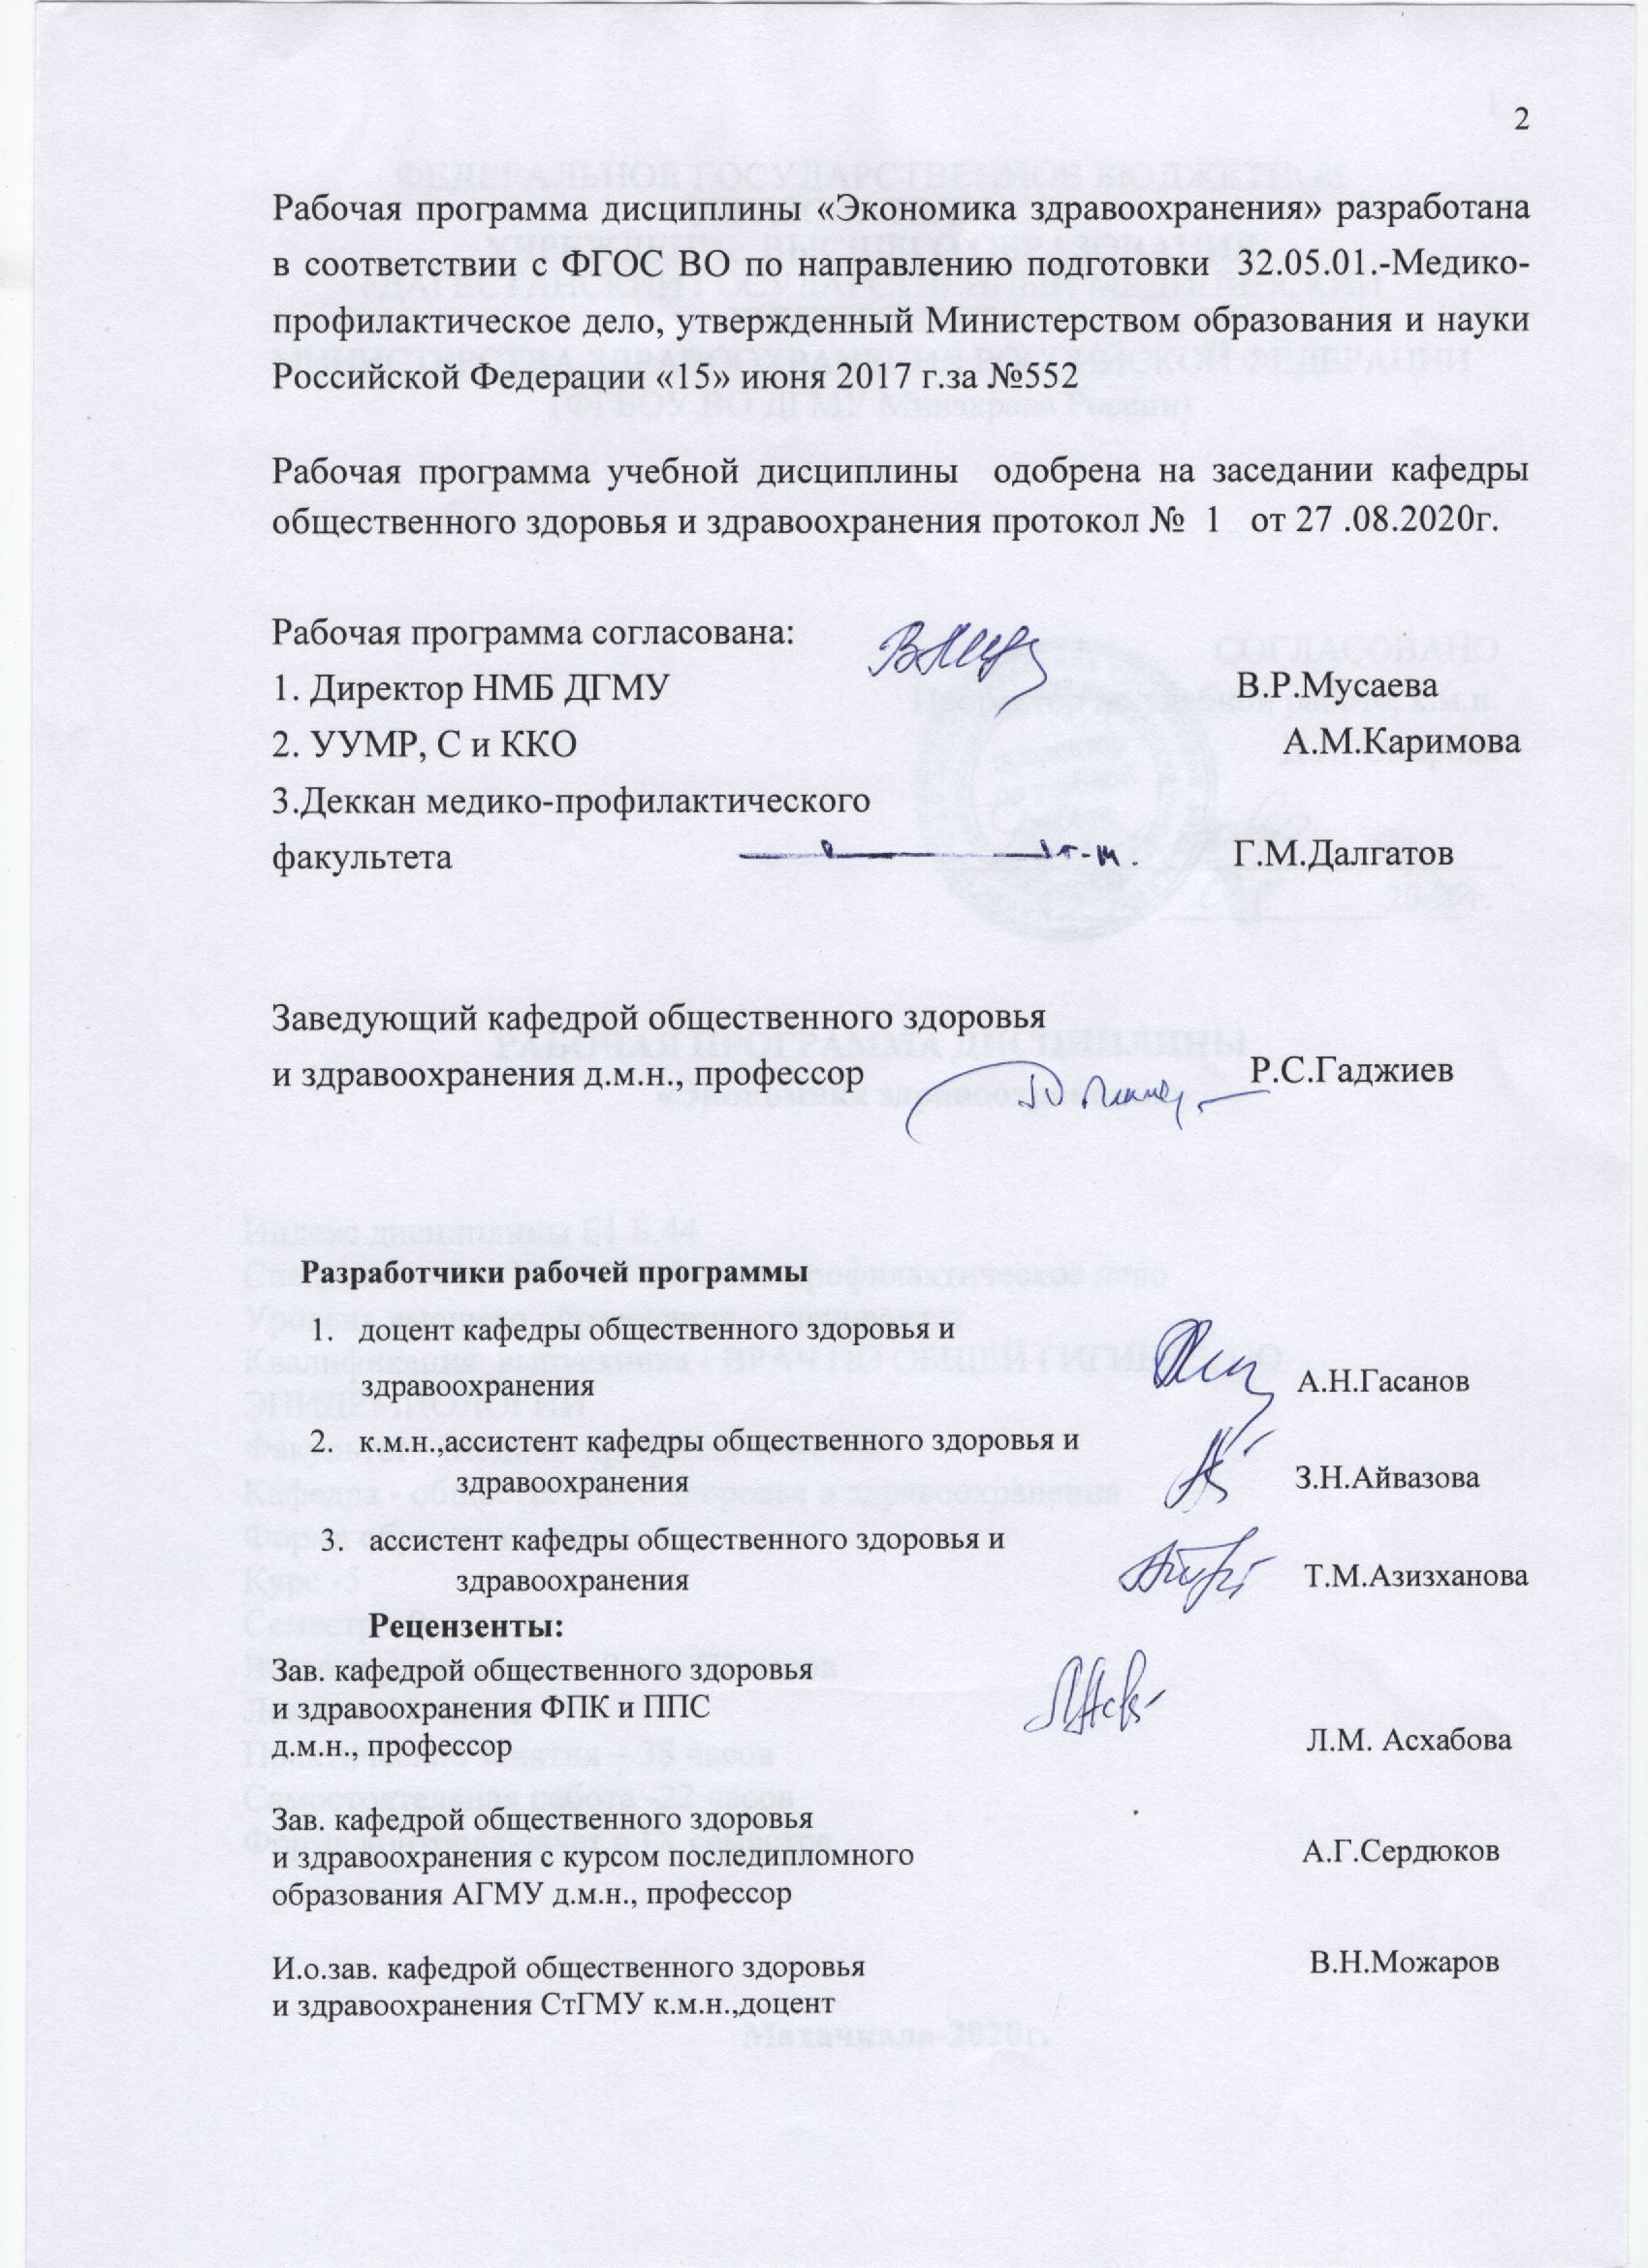 2
Рабочая программа дисциплины «Экономика здравоохранения» разработана
в соответствии с ФГОС ВО по направлению подготовки 32.05.01.-Медико-
профилактическое дело, утвержденный Министерством образования и науки
Российской Федерации «15» июня 2017 г.за №552
Рабочая программа учебной дисциплины одобрена на заседании кафедры
общественного здоровья и здравоохранения протокол № 1 от 27 .08.2020г.
Рабочая программа согласована:
1. Директор НМБ ДГМУ В.Р.Мусаева
2. УУМР, С и ККО А.М.Каримова
3.Деккан медико-профилактического
факультета Г.М.Далгатов
Заведующий кафедрой общественного здоровья
и здравоохранения д.м.н., профессор Р.С.Гаджиев
Разработчики рабочей программы
1. доцент кафедры общественного здоровья и
здравоохранения А.Н.Гасанов
2. к.м.н.,ассистент кафедры общественного здоровья и
здравоохранения З.Н.Айвазова
3. ассистент кафедры общественного здоровья и
здравоохранения Т.М.Азизханова
Рецензенты:
Зав. кафедрой общественного здоровья
и здравоохранения ФПК и ППС
д.м.н., профессор Л.М. Асхабова
Зав. кафедрой общественного здоровья
и здравоохранения с курсом последипломного А.Г.Сердюков
образования АГМУ д.м.н., профессор
И.о.зав. кафедрой общественного здоровья В.Н.Можаров
и здравоохранения СтГМУ к.м.н.,доцент